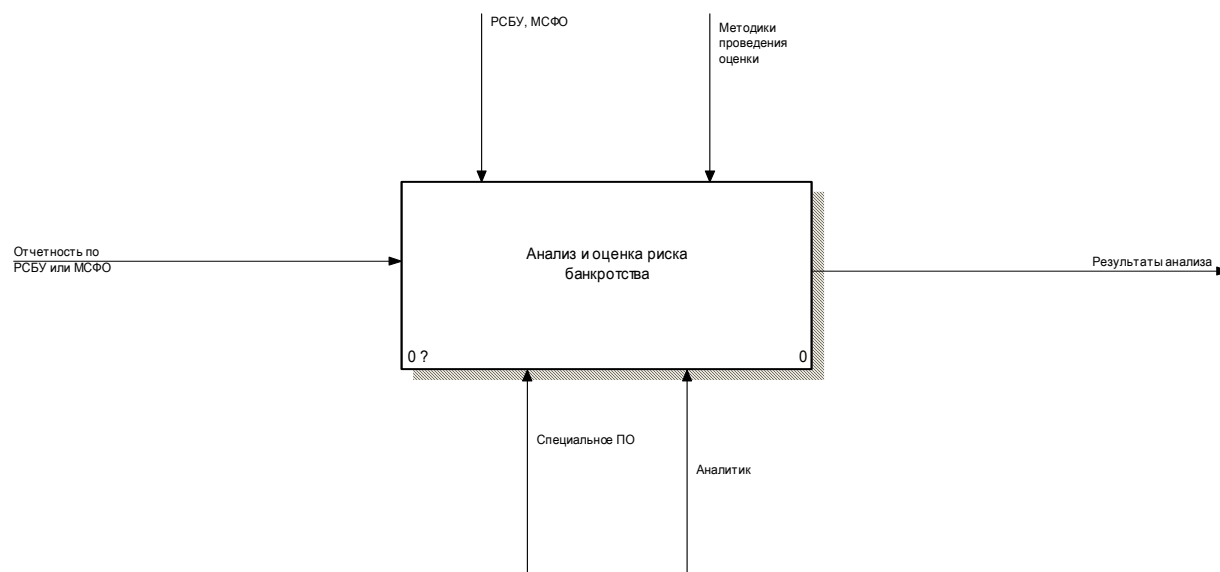 РСБУ, МСФО
Методики
проведения
оценки
Отчетность по
РСБУ или МСФО
Анализ и оценка риска
банкротства
Результаты анализа
0 ?
0
Специальное ПО
Аналитик